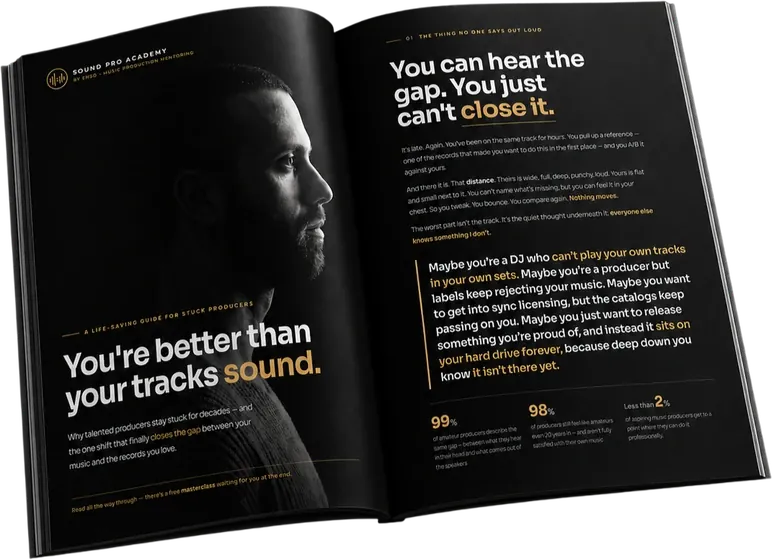 SOUND PRO ACADEMY
BY ENSO - MUSIC PRODUCTION MENTORING
A LIFE-SAVING GUIDE FOR STUCK PRODUCERS
You're better than
your tracks sound.
Why talented producers stay stuck for decades — and
the one shift that finally closes the gap between your
music and the records you love.
Read all the way through — there's a free masterclass waiting for you at the end.
01 THE THING NO ONE SAYS OUT LOUD
You can hear the
gap. You just
can't close it.
It's late. Again. You've been on the same track for hours. You pull up a reference —
one of the records that made you want to do this in the first place — and you A/B it
against yours.
And there it is. That distance. Theirs is wide, full, deep, punchy, loud. Yours is flat
and small next to it. You can't name what's missing, but you can feel it in your
chest. So you tweak. You bounce. You compare again. Nothing moves.
The worst part isn't the track. It's the quiet thought underneath it: everyone else
knows something I don't.
Maybe you're a DJ who can't play your own tracks
in your own sets. Maybe you're a producer but
labels keep rejecting your music. Maybe you want
to get into sync licensing, but the catalogs keep
passing on you. Maybe you just want to release
something you're proud of, and instead it sits on
your hard drive forever, because deep down you
know it isn't there yet.
99%
of amateur producers describe the
same gap — between what they hear
in their head and what comes out of
the speakers
98%
of producers still feel like amateurs
even 20 years in — and aren't fully
satisfied with their own music
Less than 2%
of aspiring music producers get to a
point where they can do it
professionally.